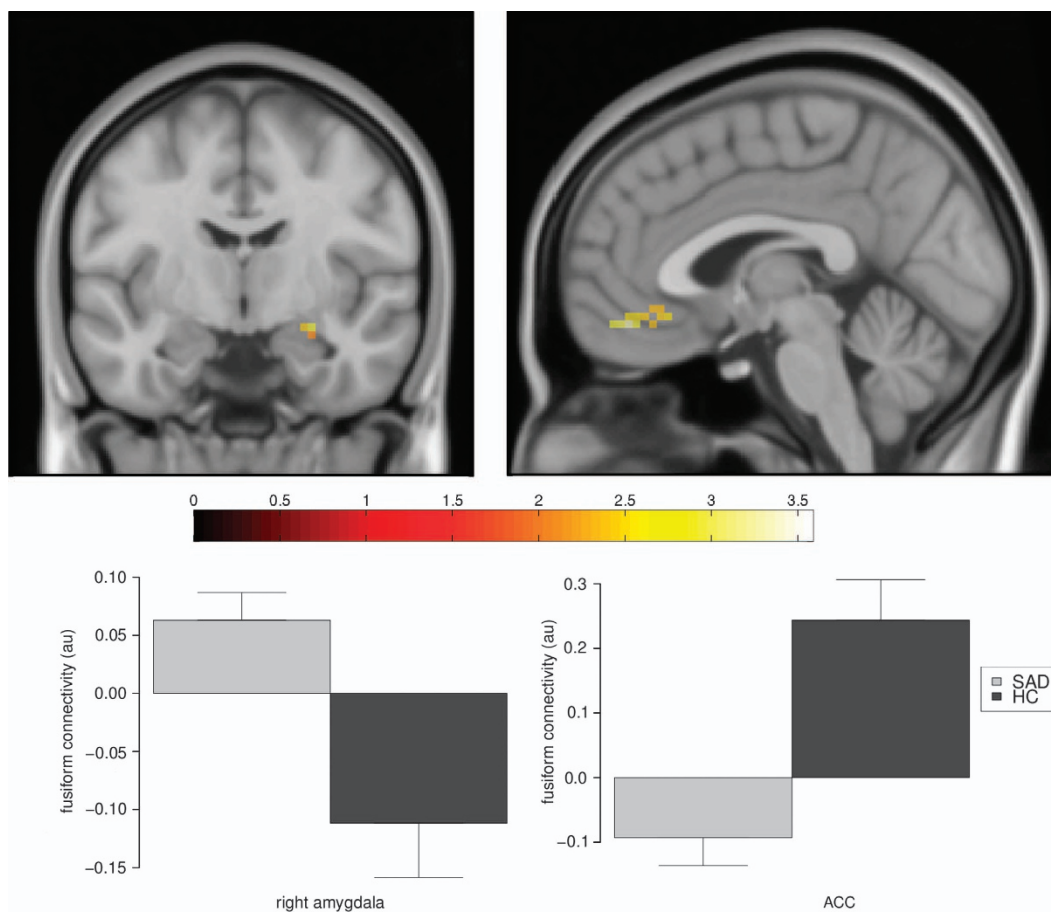 0 0.5 1 1.5 2 2.5 3 3.5
fusiform connectivity (au)
0.10
0.05
0.00
−0.05
−0.10
−0.15
right amygdala
fusiform connectivity (au)
0.3
0.2
0.1
0.0
−0.1
ACC
SAD
HC